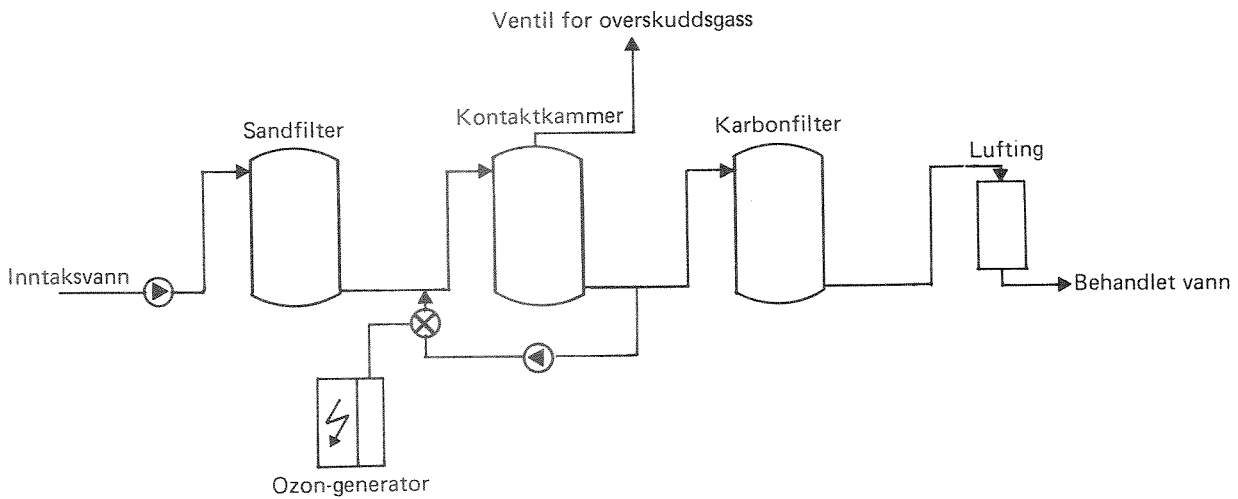 Ventil for overskuddsgass
Kontaktkammer
Sandfilter
Karbonfilter
Lufting
Inntaksvann
Behandlet vann
Ozon-generator